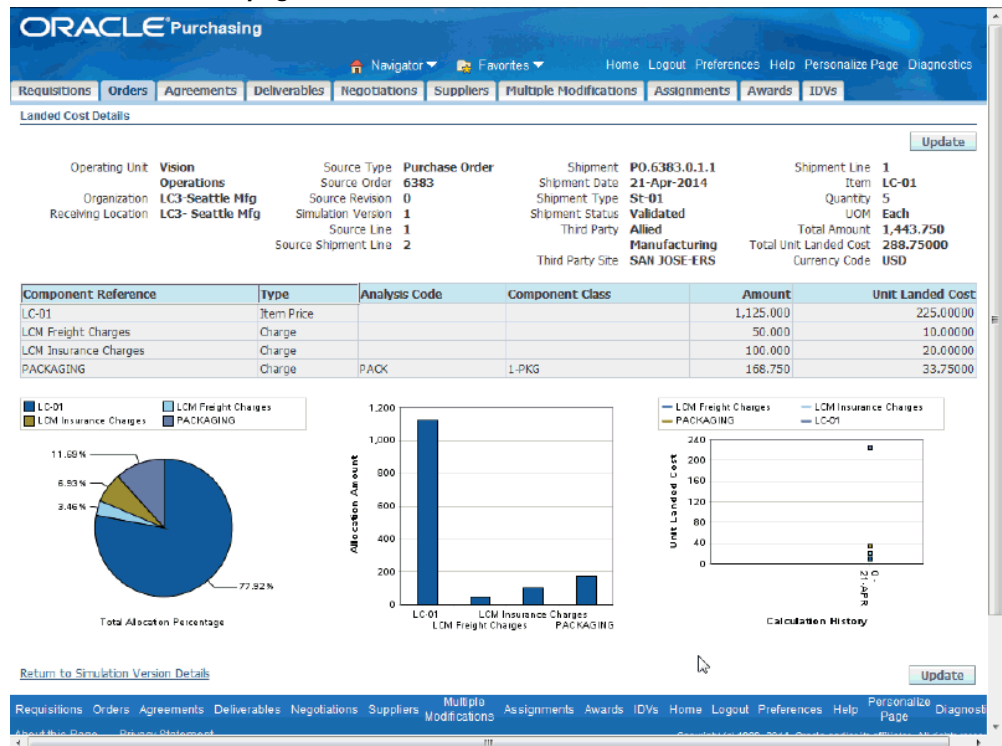 ORACLE Purchasing
Navigator Favorites Home Logout Preferences Help Personalize Page Diagnostics
Requisitions Orders Agreements Deliverables Negotiations Suppliers Multiple Modifications Assignments Awards IDVs
Landed Cost Details
Update
Operating Unit Vision Operations
Organization LC3-Seattle Mfg
Receiving Location LC3- Seattle Mfg
Source Type Purchase Order
Source Order 6383
Source Revision 0
Simulation Version 1
Source Line 1
Source Shipment Line 2
Shipment PO.6383.0.1.1
Shipment Date 21-Apr-2014
Shipment Type St-01
Shipment Status Validated
Third Party Allied
Manufacturing
Third Party Site SAN JOSE-ERS
Shipment Line 1
Item LC-01
Quantity 5
UOM Each
Total Amount 1,443.750
Total Unit Landed Cost 288.75000
Currency Code USD
Component Reference Type Analysis Code Component Class Amount Unit Landed Cost
LC-01 Item Price 1,125.000 225.00000
LCM Freight Charges Charge 50.000 10.00000
LCM Insurance Charges Charge 100.000 20.00000
PACKAGING Charge PACK 1-PKG 168.750 33.75000
LC-01 LCM Freight Charges
LCM Insurance Charges PACKAGING
11.69%
6.93%
3.46%
77.92%
Total Allocation Percentage
Allocation Amount
1,200
1,000
800
600
400
200
0
LC-01 LCM Insurance Charges
LCM Freight Charges PACKAGING
LCM Freight Charges LCM Insurance Charges
PACKAGING LC-01
Unit Landed Cost
240
200
160
120
80
40
0
0 -
21-APR
Calculation History
Return to Simulation Version Details
Update
Requisitions Orders Agreements Deliverables Negotiations Suppliers Multiple Modifications Assignments Awards IDVs Home Logout Preferences Help Personalize Page Diagnosti
About this Page Privacy Statement